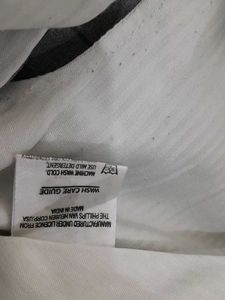 MANUFACTURED UNDER LICENCE FROM
THE PHILLIPS VAN HEUSEN CORP.USA
MADE IN INDIA
WASH CARE GUIDE
MACHINE WASH COLD.
USE MILD DETERGENT.